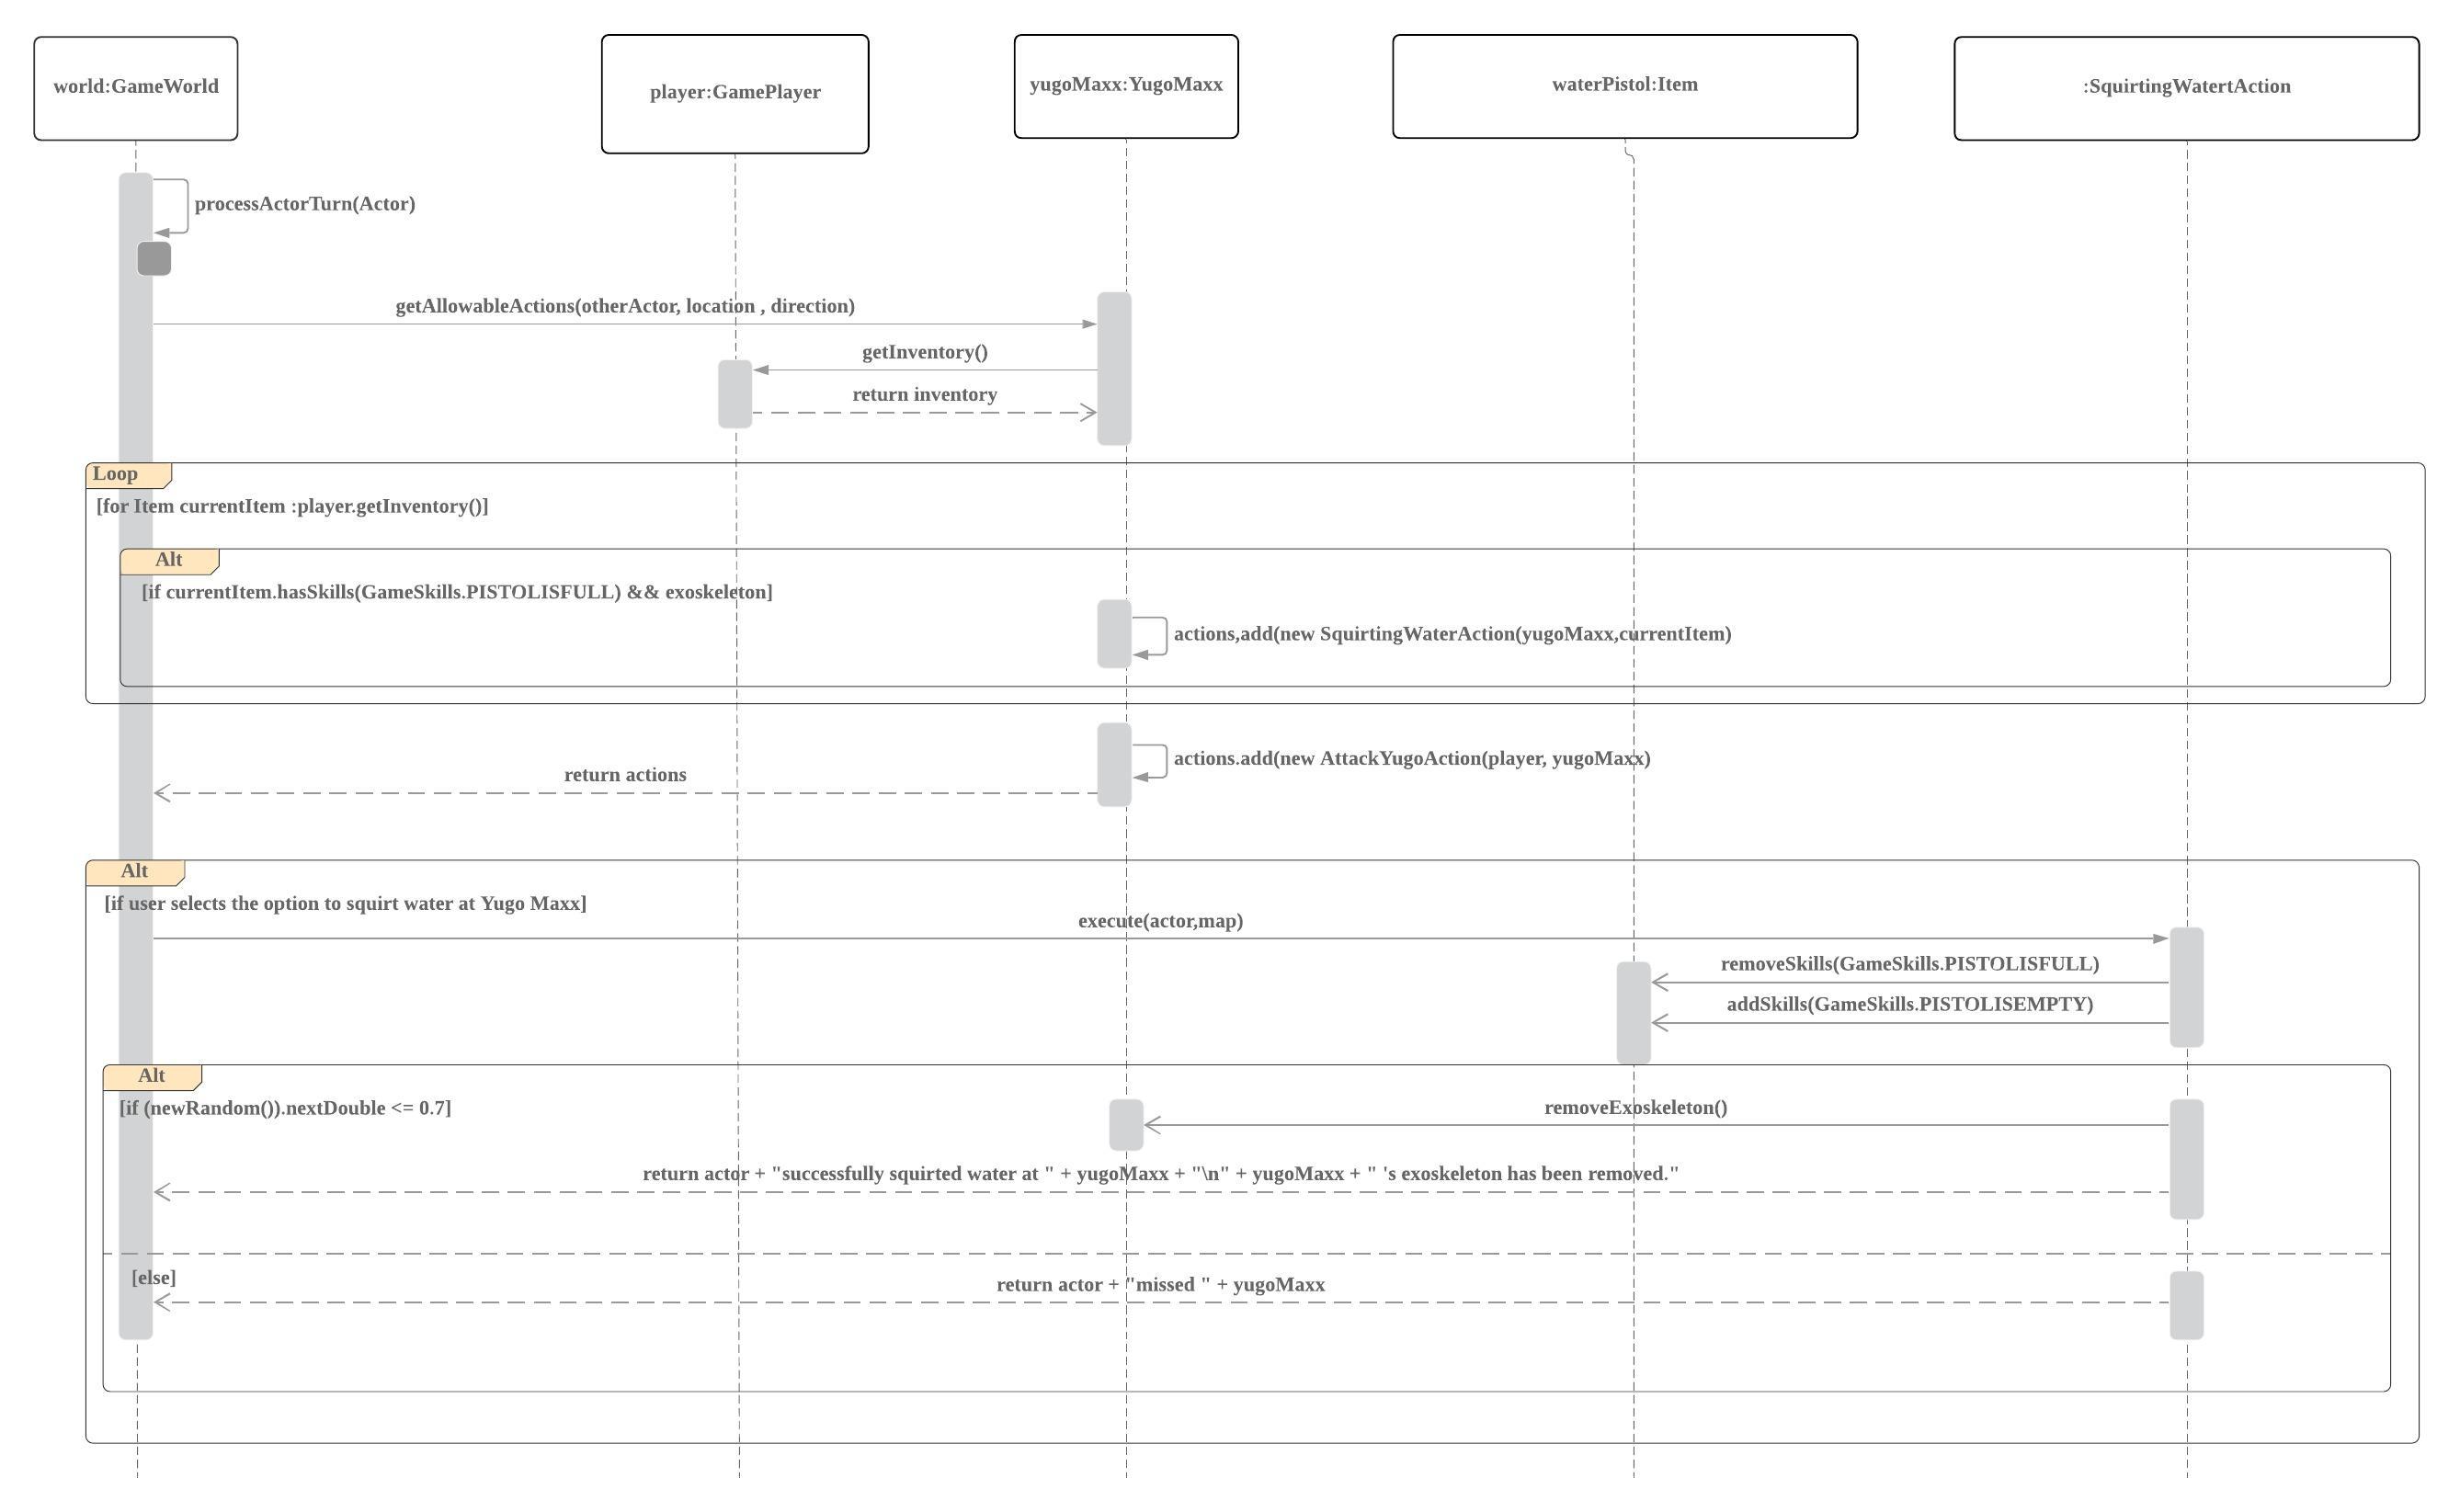 world:GameWorld
player:GamePlayer
yugoMaxx:YugoMaxx
waterPistol:Item
:SquirtingWatertAction
processActorTurn(Actor)
getAllowableActions(otherActor, location , direction)
getInventory()
return inventory
Loop
[for Item currentItem :player.getInventory()]
Alt
[if currentItem.hasSkills(GameSkills.PISTOLISFULL) && exoskeleton]
actions,add(new SquirtingWaterAction(yugoMaxx,currentItem)
actions.add(new AttackYugoAction(player, yugoMaxx)
return actions
Alt
[if user selects the option to squirt water at Yugo Maxx]
execute(actor,map)
removeSkills(GameSkills.PISTOLISFULL)
addSkills(GameSkills.PISTOLISEMPTY)
Alt
[if (newRandom()).nextDouble <= 0.7]
removeExoskeleton()
return actor + "successfully squirted water at " + yugoMaxx + "\n" + yugoMaxx + " 's exoskeleton has been removed."
[else]
return actor + "missed " + yugoMaxx